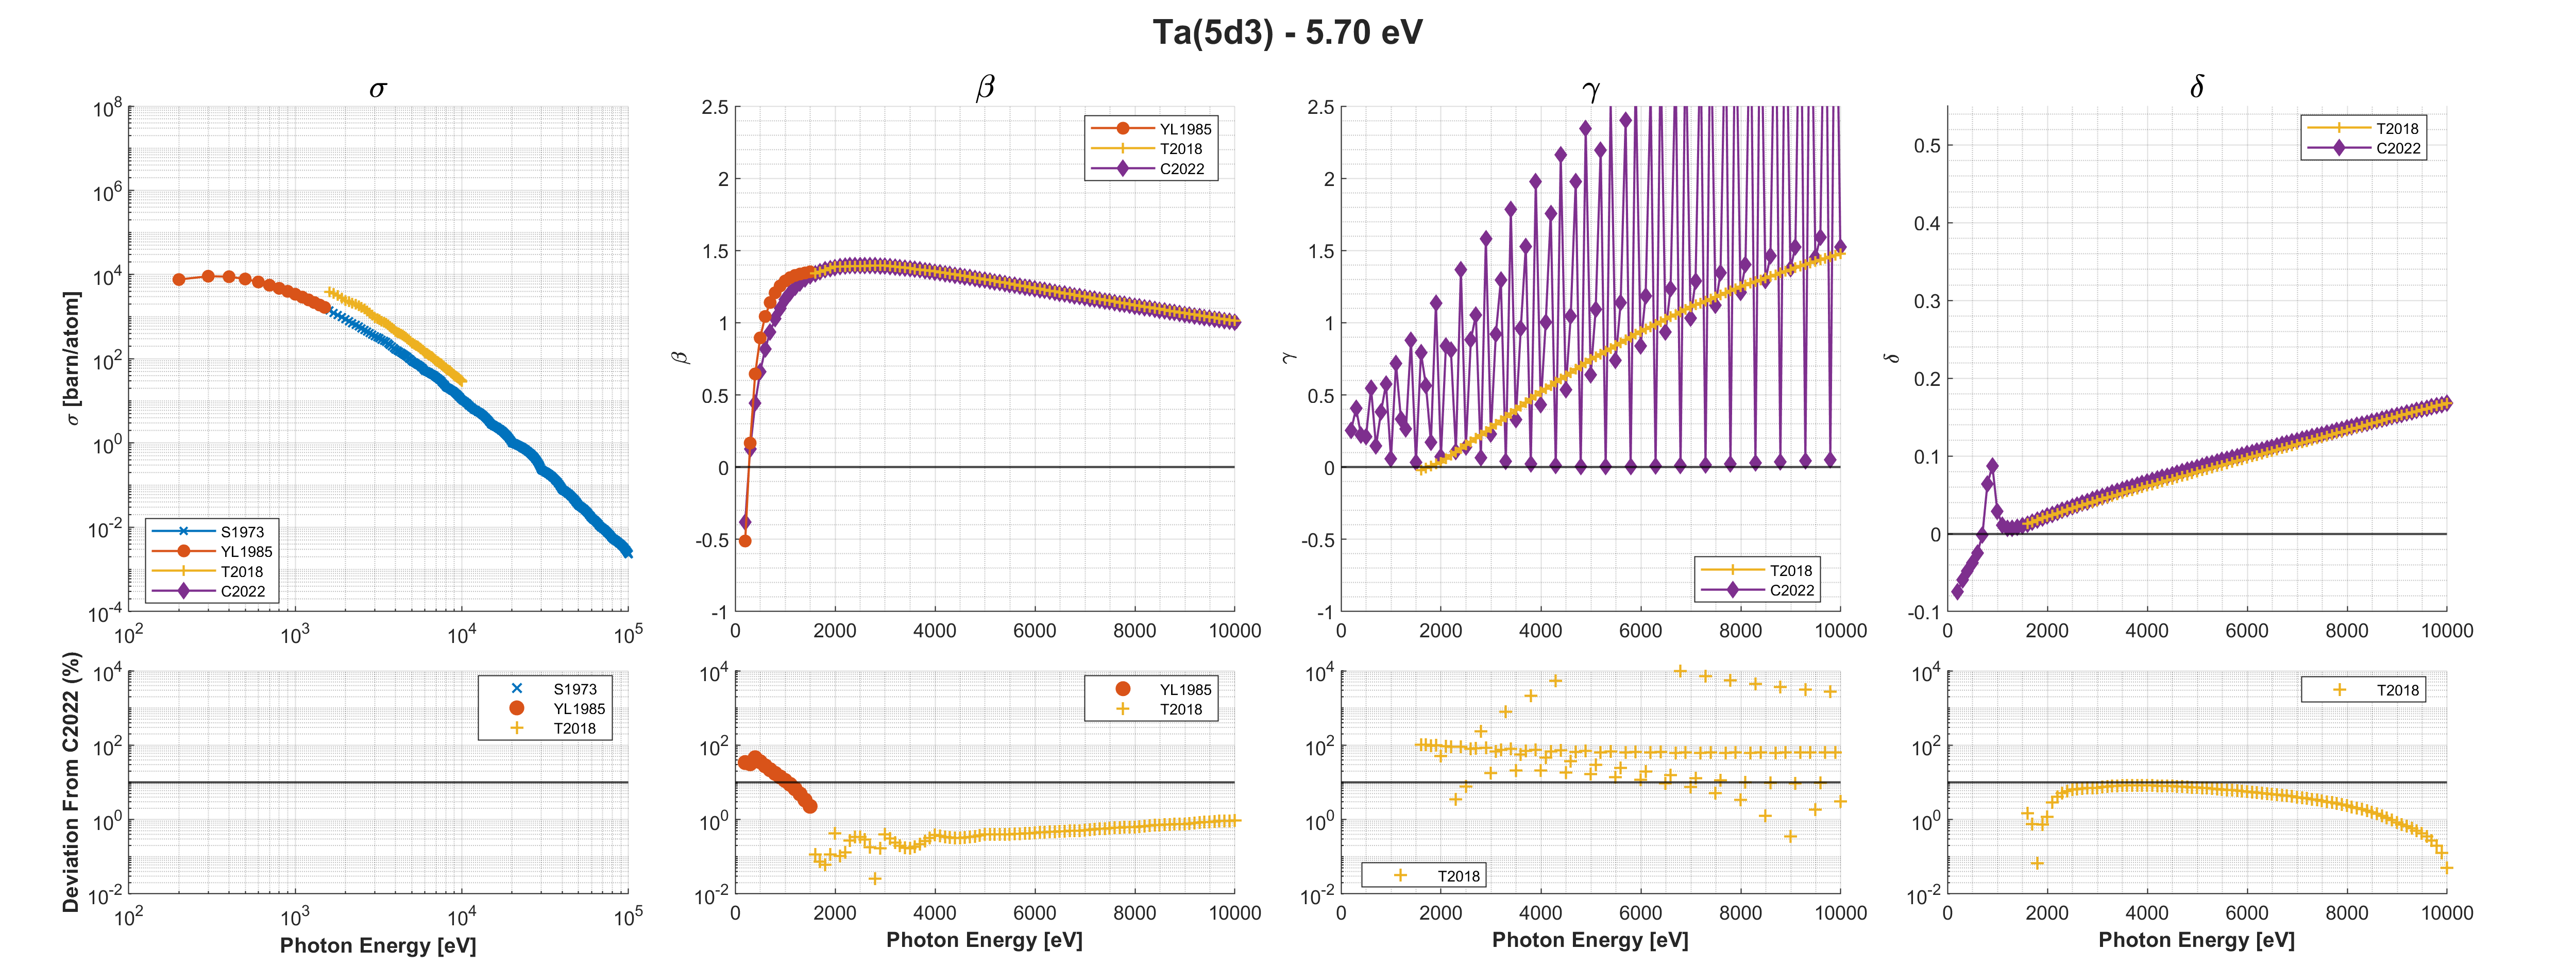 Ta(5d3) - 5.70 eV
σ
σ [barn/atom]
10^8
10^6
10^4
10^2
10^0
10^-2
10^-4
10^2
10^3
10^4
10^5
S1973
YL1985
T2018
C2022
β
β
2.5
2
1.5
1
0.5
0
-0.5
-1
0
2000
4000
6000
8000
10000
YL1985
T2018
C2022
γ
γ
2.5
2
1.5
1
0.5
0
-0.5
-1
0
2000
4000
6000
8000
10000
T2018
C2022
δ
δ
0.5
0.4
0.3
0.2
0.1
0
-0.1
0
2000
4000
6000
8000
10000
T2018
C2022
Deviation From C2022 (%)
10^4
10^2
10^0
10^-2
10^2
10^3
10^4
10^5
Photon Energy [eV]
S1973
YL1985
T2018
10^4
10^2
10^0
10^-2
0
2000
4000
6000
8000
10000
Photon Energy [eV]
YL1985
T2018
10^4
10^2
10^0
10^-2
0
2000
4000
6000
8000
10000
Photon Energy [eV]
T2018
10^4
10^2
10^0
10^-2
0
2000
4000
6000
8000
10000
Photon Energy [eV]
T2018